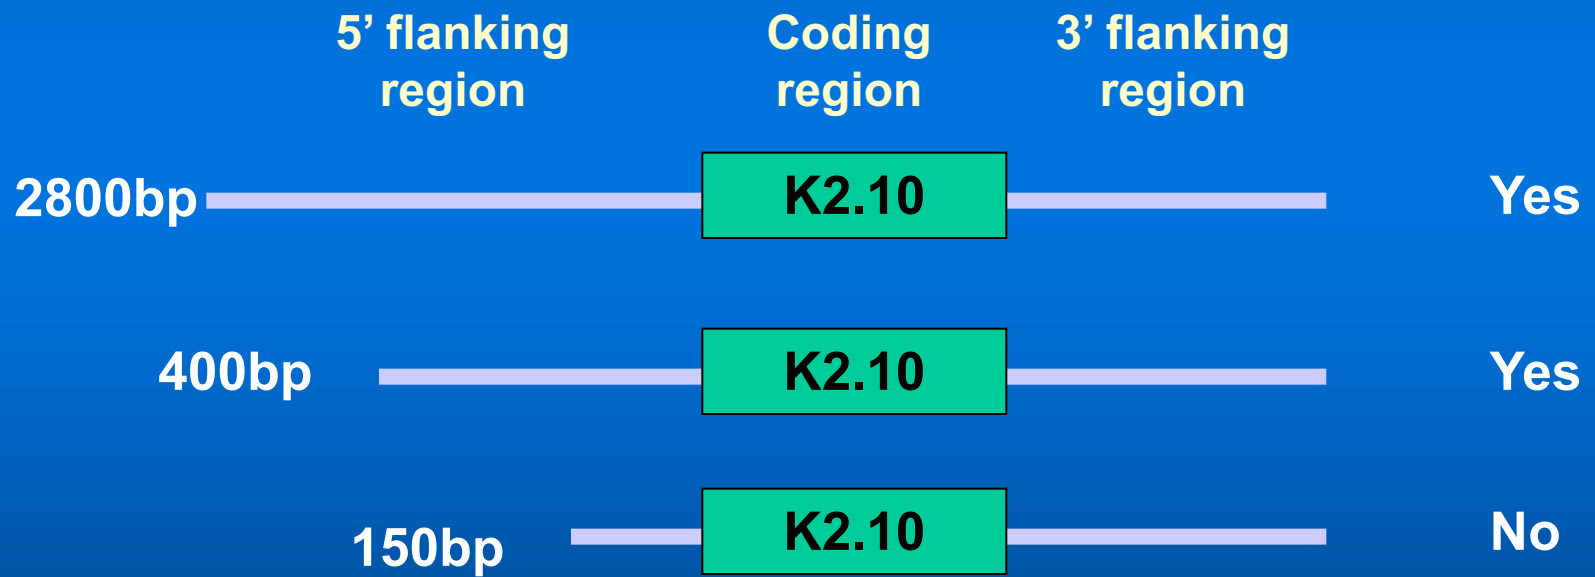 5’ flanking
region
Coding
region
3’ flanking
region
2800bp K2.10 Yes
400bp K2.10 Yes
150bp K2.10 No